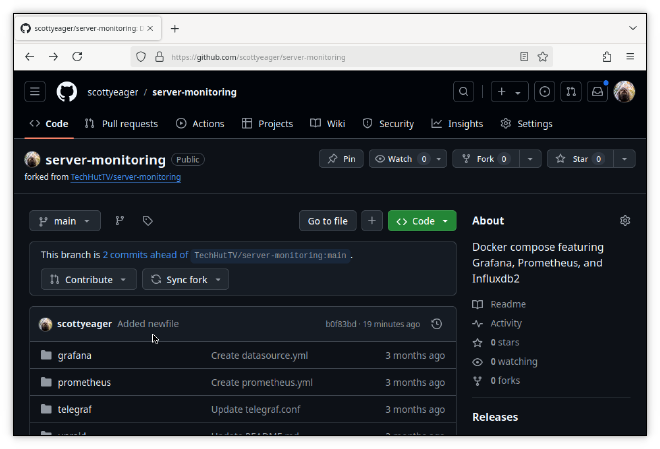 scottyeager/server-monitoring: D
https://github.com/scottyeager/server-monitoring
scottyeager / server-monitoring
Code Pull requests Actions Projects Wiki Security Insights Settings
server-monitoring Public
Pin Watch 0 Fork 0 Star 0
forked from TechHutTV/server-monitoring
main Go to file Code
This branch is 2 commits ahead of TechHutTV/server-monitoring:main .
Contribute Sync fork
scottyeager Added newfile b0f83bd · 19 minutes ago
grafana Create datasource.yml 3 months ago
prometheus Create prometheus.yml 3 months ago
telegraf Update telegraf.conf 3 months ago
Update README.md 3 months ago
About
Docker compose featuring
Grafana, Prometheus, and
Influxdb2
Readme
Activity
0 stars
0 watching
0 forks
Releases